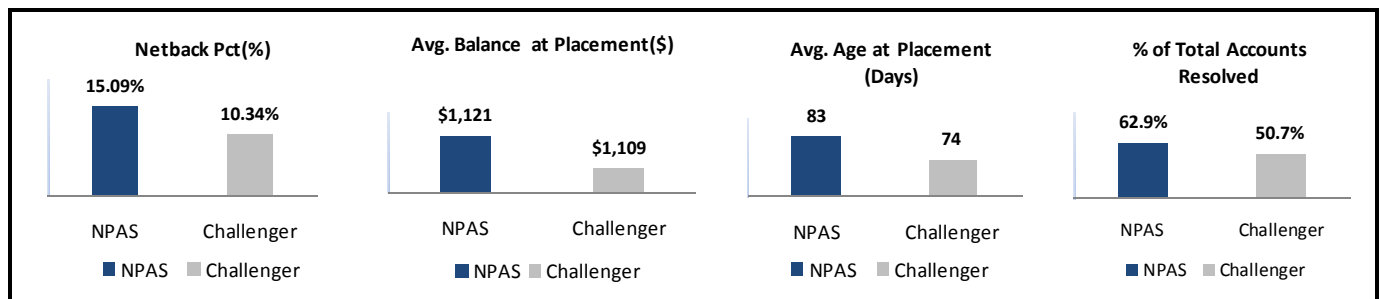 Netback Pct(%)
15.09%
10.34%
NPAS Challenger
NPAS Challenger
Avg. Balance at Placement($)
$1,121
$1,109
NPAS Challenger
NPAS Challenger
Avg. Age at Placement
(Days)
83
74
NPAS Challenger
NPAS Challenger
% of Total Accounts
Resolved
62.9%
50.7%
NPAS Challenger
NPAS Challenger